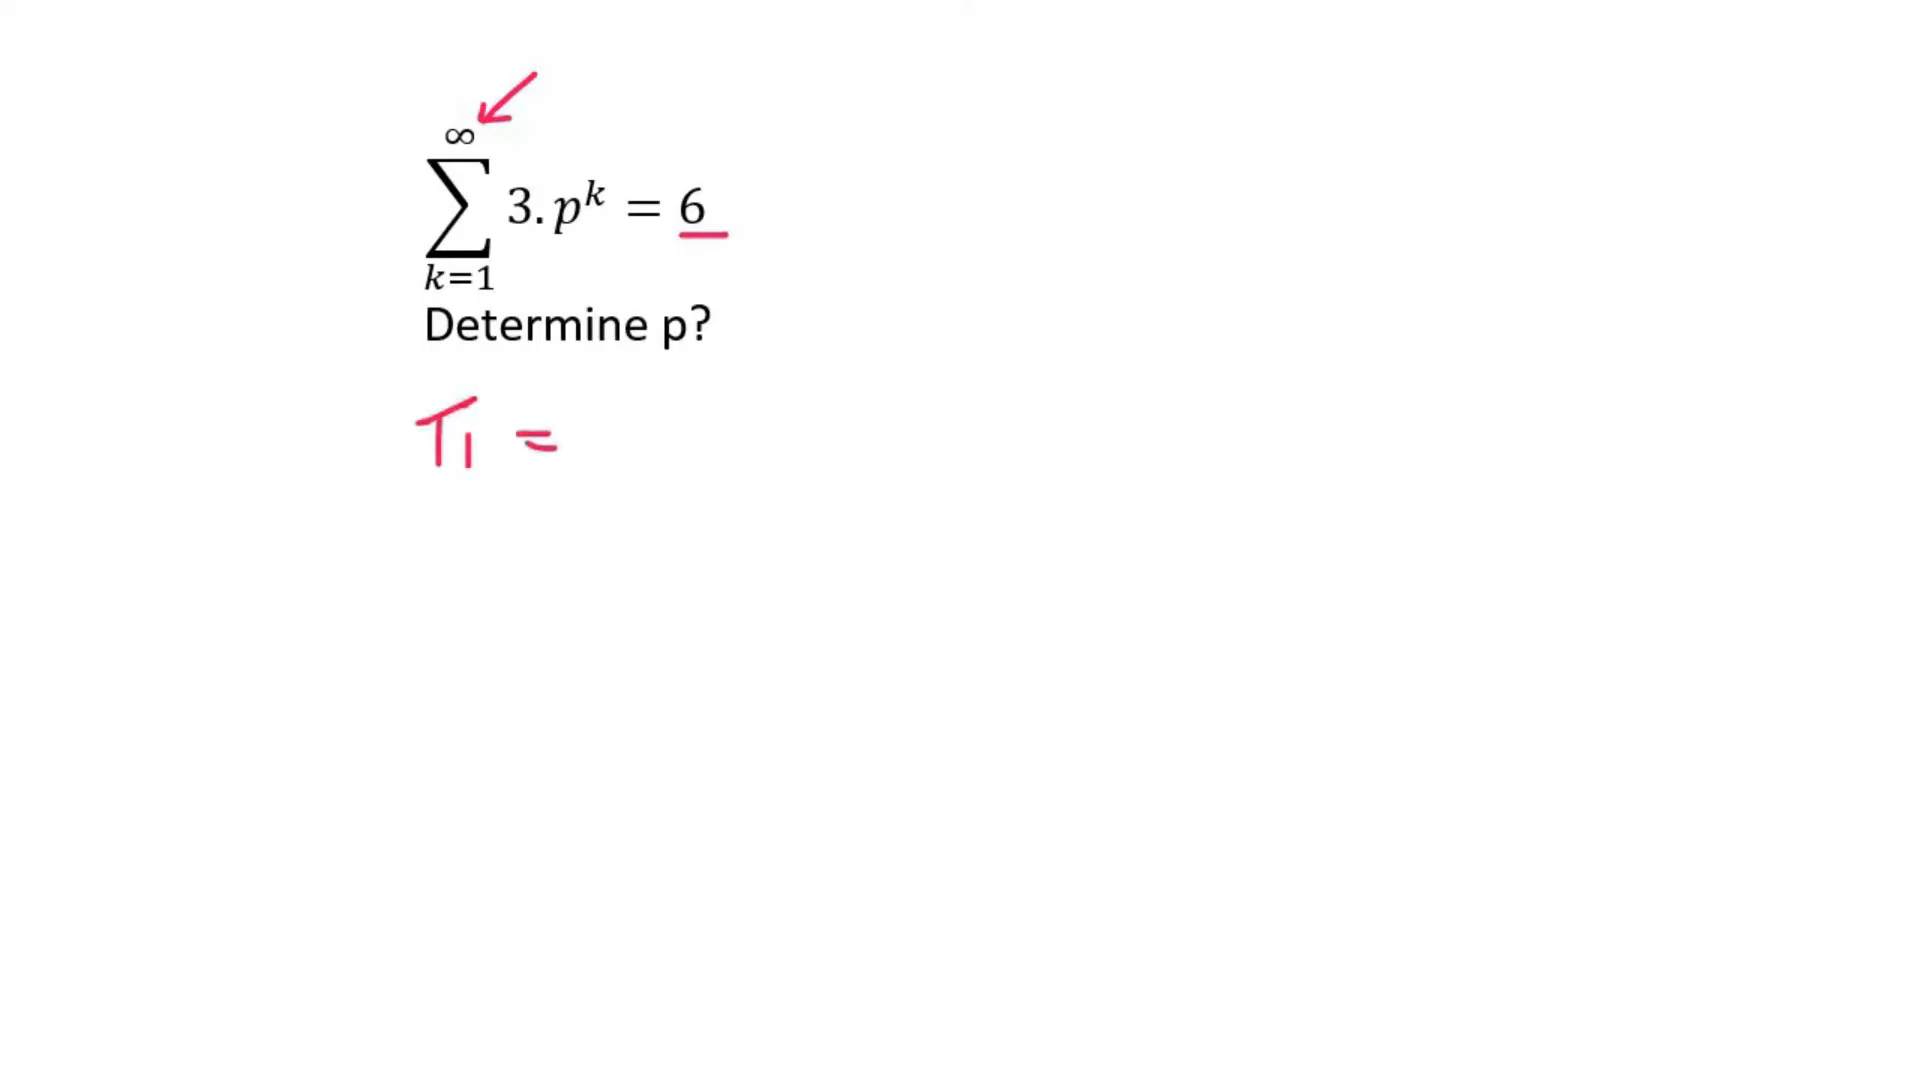 ∞
∑ 3. p^k = 6
k=1
Determine p?
T1 =